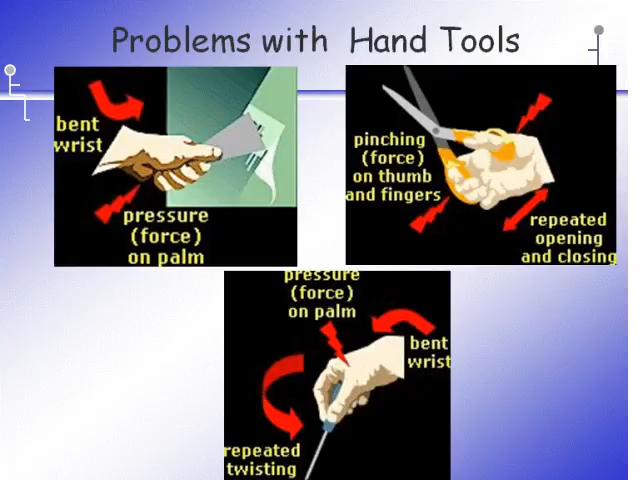 Problems with Hand Tools
bent
wrist
pressure
(force)
on palm
pinching
(force)
on thumb
and fingers
repeated
opening
and closing
pressure
(force)
on palm
bent
wrist
repeated
twisting